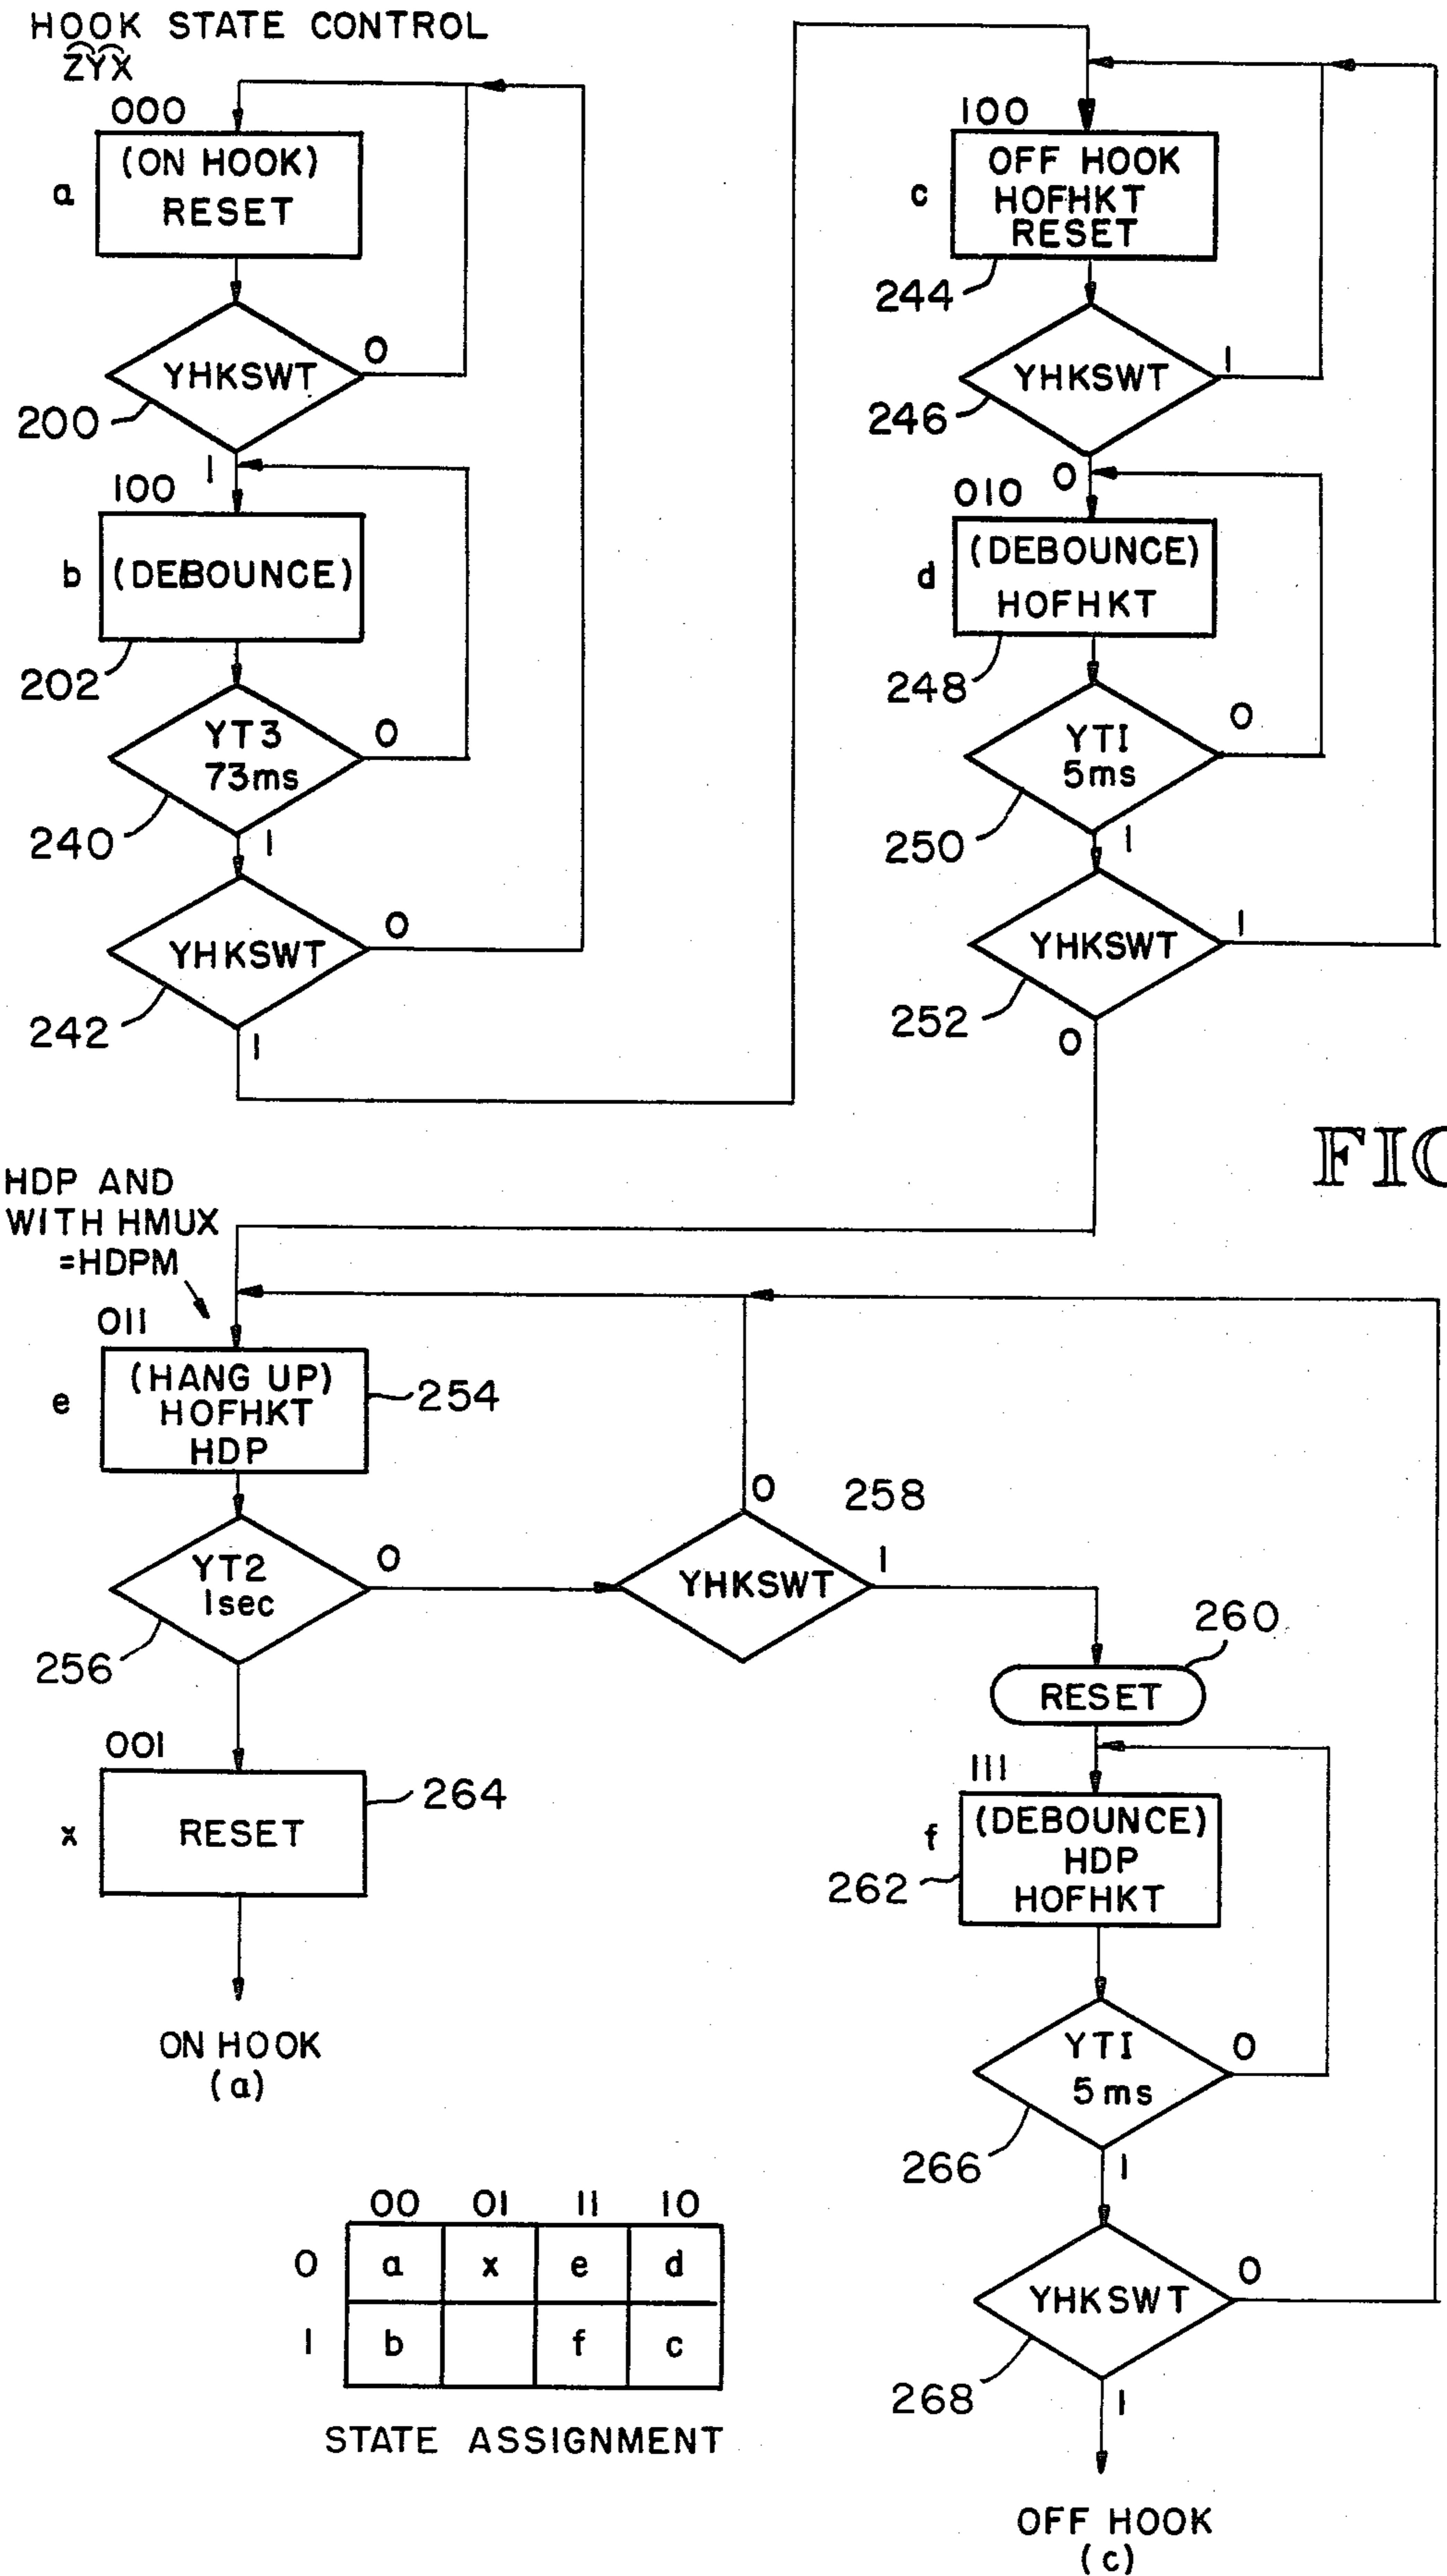 HOOK STATE CONTROL
ZYX
000
a
(ON HOOK)
RESET
YHKSWT
0
200
1
100
b
(DEBOUNCE)
202
YT3
73ms
0
240
1
YHKSWT
0
242
1
100
c
OFF HOOK
HOFHKT
RESET
244
YHKSWT
1
246
0
010
d
(DEBOUNCE)
HOFHKT
248
YT1
5ms
0
250
1
YHKSWT
1
252
0
HDP AND
WITH HMUX
=HDPM
011
e
(HANG UP)
HOFHKT
HDP
254
YT2
1sec
0
256
YHKSWT
0
258
1
260
RESET
001
x
RESET
264
ON HOOK
(a)
111
f
(DEBOUNCE)
HDP
HOFHKT
262
YT1
5ms
0
266
1
YHKSWT
0
268
1
OFF HOOK
(c)
00 01 11 10
0 a x e d
1 b f c
STATE ASSIGNMENT